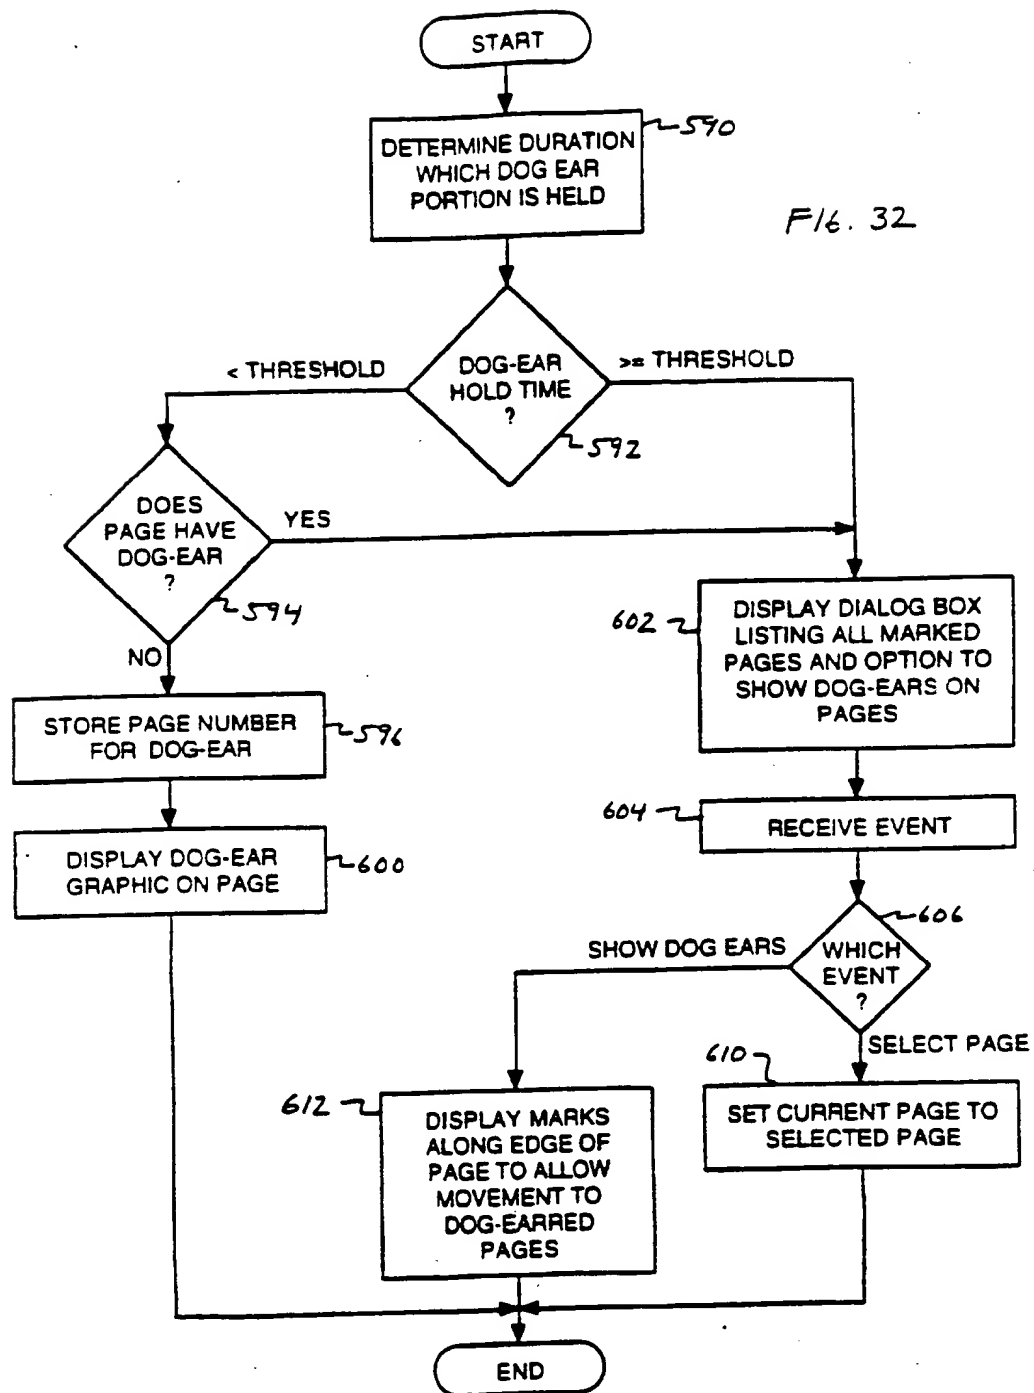 START
DETERMINE DURATION
WHICH DOG EAR
PORTION IS HELD
590
FIG. 32
< THRESHOLD
DOG-EAR
HOLD TIME
?
>= THRESHOLD
592
DOES
PAGE HAVE
DOG-EAR
?
YES
594
NO
602
DISPLAY DIALOG BOX
LISTING ALL MARKED
PAGES AND OPTION TO
SHOW DOG-EARS ON
PAGES
STORE PAGE NUMBER
FOR DOG-EAR
596
604
RECEIVE EVENT
DISPLAY DOG-EAR
GRAPHIC ON PAGE
600
606
SHOW DOG EARS
WHICH
EVENT
?
SELECT PAGE
610
612
DISPLAY MARKS
ALONG EDGE OF
PAGE TO ALLOW
MOVEMENT TO
DOG-EARRED
PAGES
SET CURRENT PAGE TO
SELECTED PAGE
END